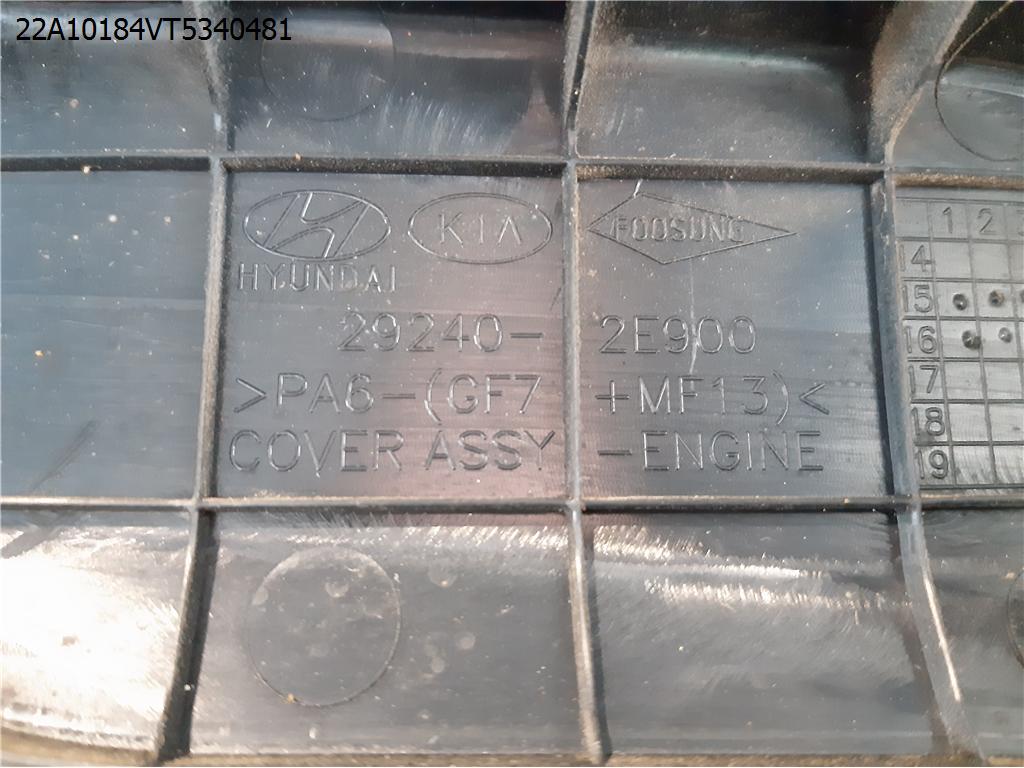 22A10184VT5340481
KIA FOOSUNG
HYUNDAI
29240-2E900
>PA6-(GF7+MF13)<
COVER ASSY-ENGINE
1 2
14
15
16
17
18
19